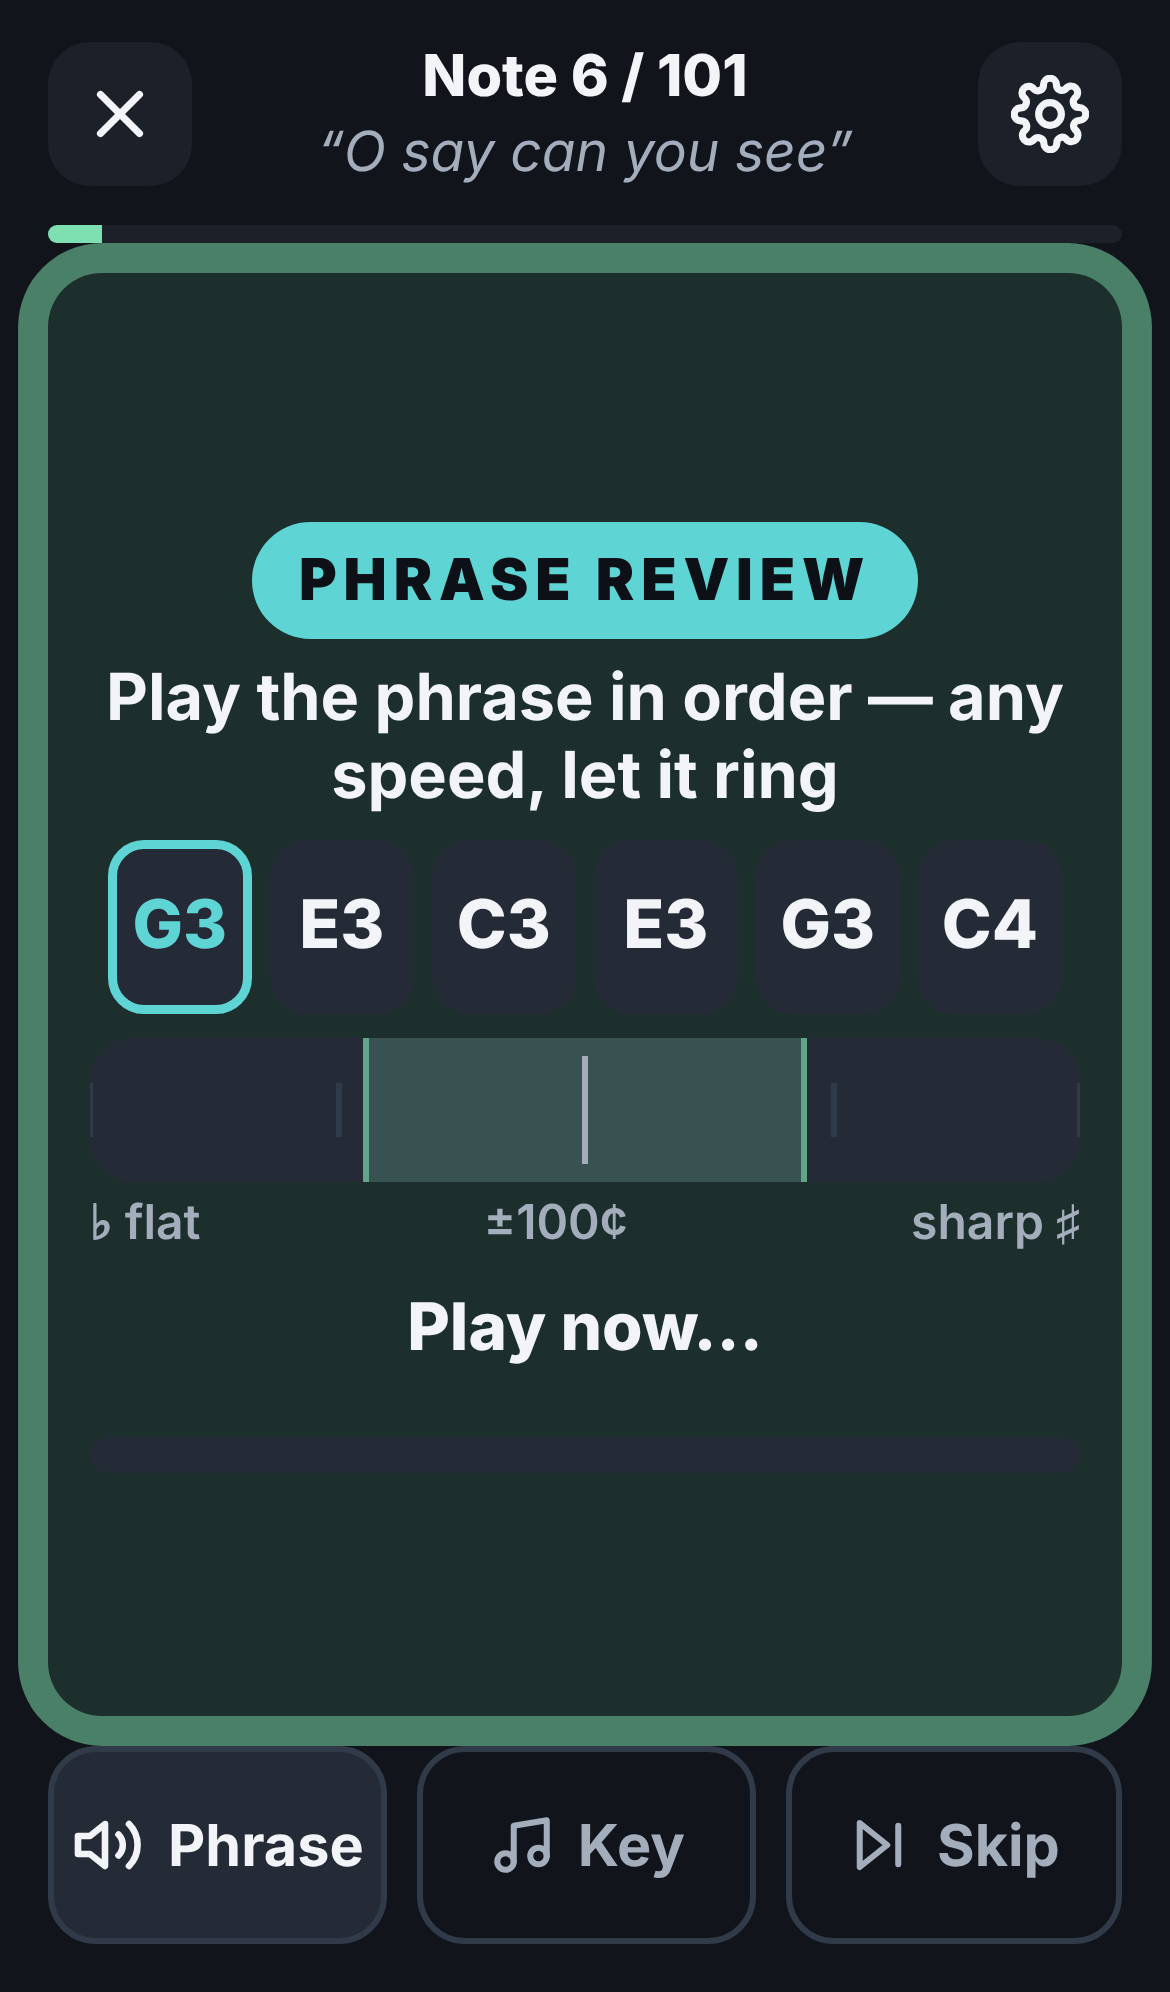 Note 6 / 101
“O say can you see”
PHRASE REVIEW
Play the phrase in order — any
speed, let it ring
G3 E3 C3 E3 G3 C4
♭ flat ±100¢ sharp ♯
Play now...
Phrase Key Skip